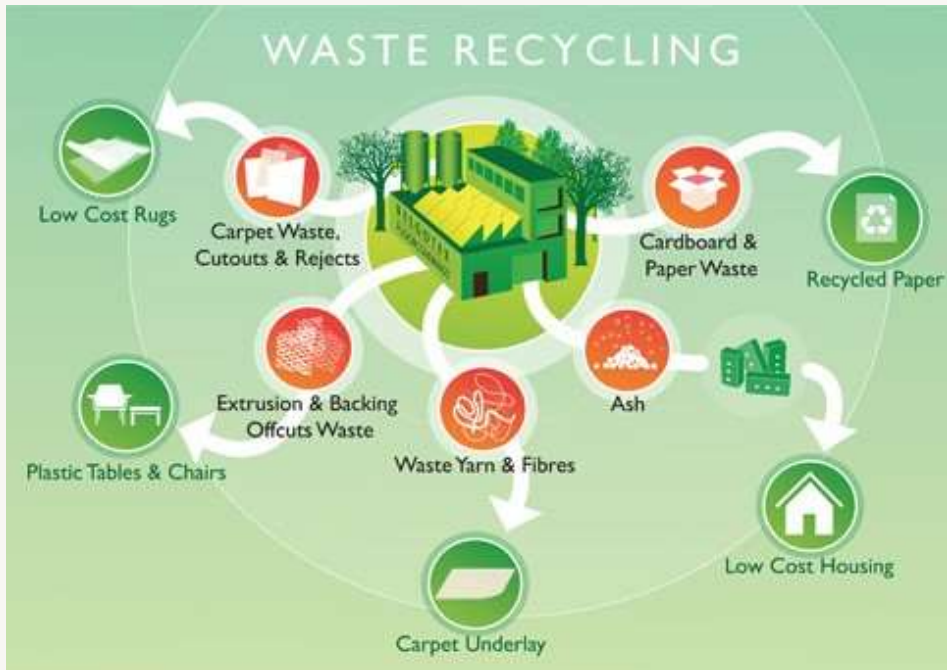 WASTE RECYCLING
Low Cost Rugs
Carpet Waste,
Cutouts & Rejects
Cardboard &
Paper Waste
Recycled Paper
Extrusion & Backing
Offcuts Waste
Ash
Plastic Tables & Chairs
Waste Yarn & Fibres
Low Cost Housing
Carpet Underlay